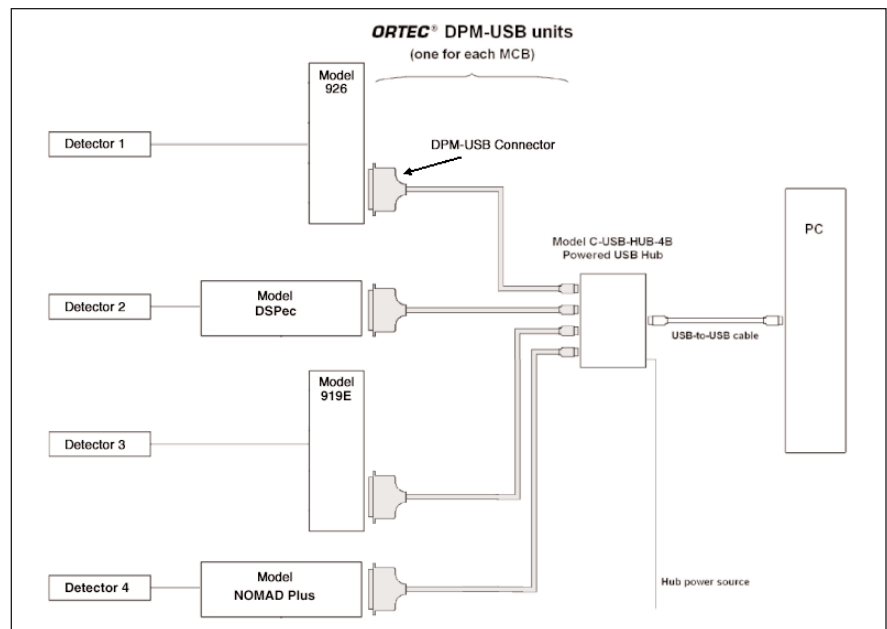 ORTEC® DPM-USB units
(one for each MCB)
Model
926
Detector 1
DPM-USB Connector
PC
Model C-USB-HUB-4B
Powered USB Hub
Detector 2
Model
DSPec
USB-to-USB cable
Model
919E
Detector 3
Detector 4
Model
NOMAD Plus
Hub power source